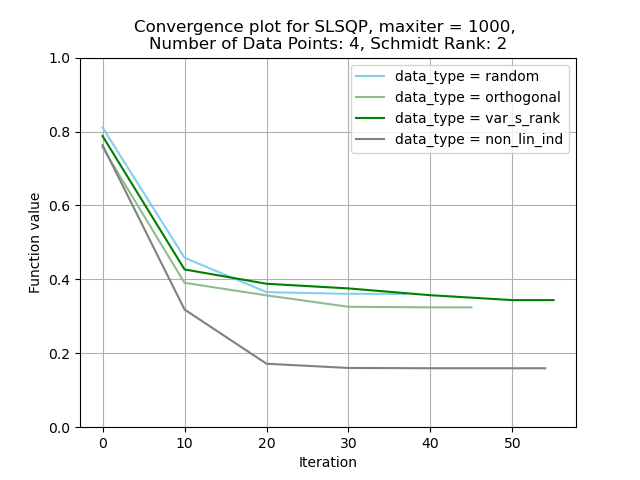 Convergence plot for SLSQP, maxiter = 1000,
Number of Data Points: 4, Schmidt Rank: 2
data_type = random
data_type = orthogonal
data_type = var_s_rank
data_type = non_lin_ind
1.0
0.8
0.6
0.4
0.2
0.0
Function value
0 10 20 30 40 50
Iteration